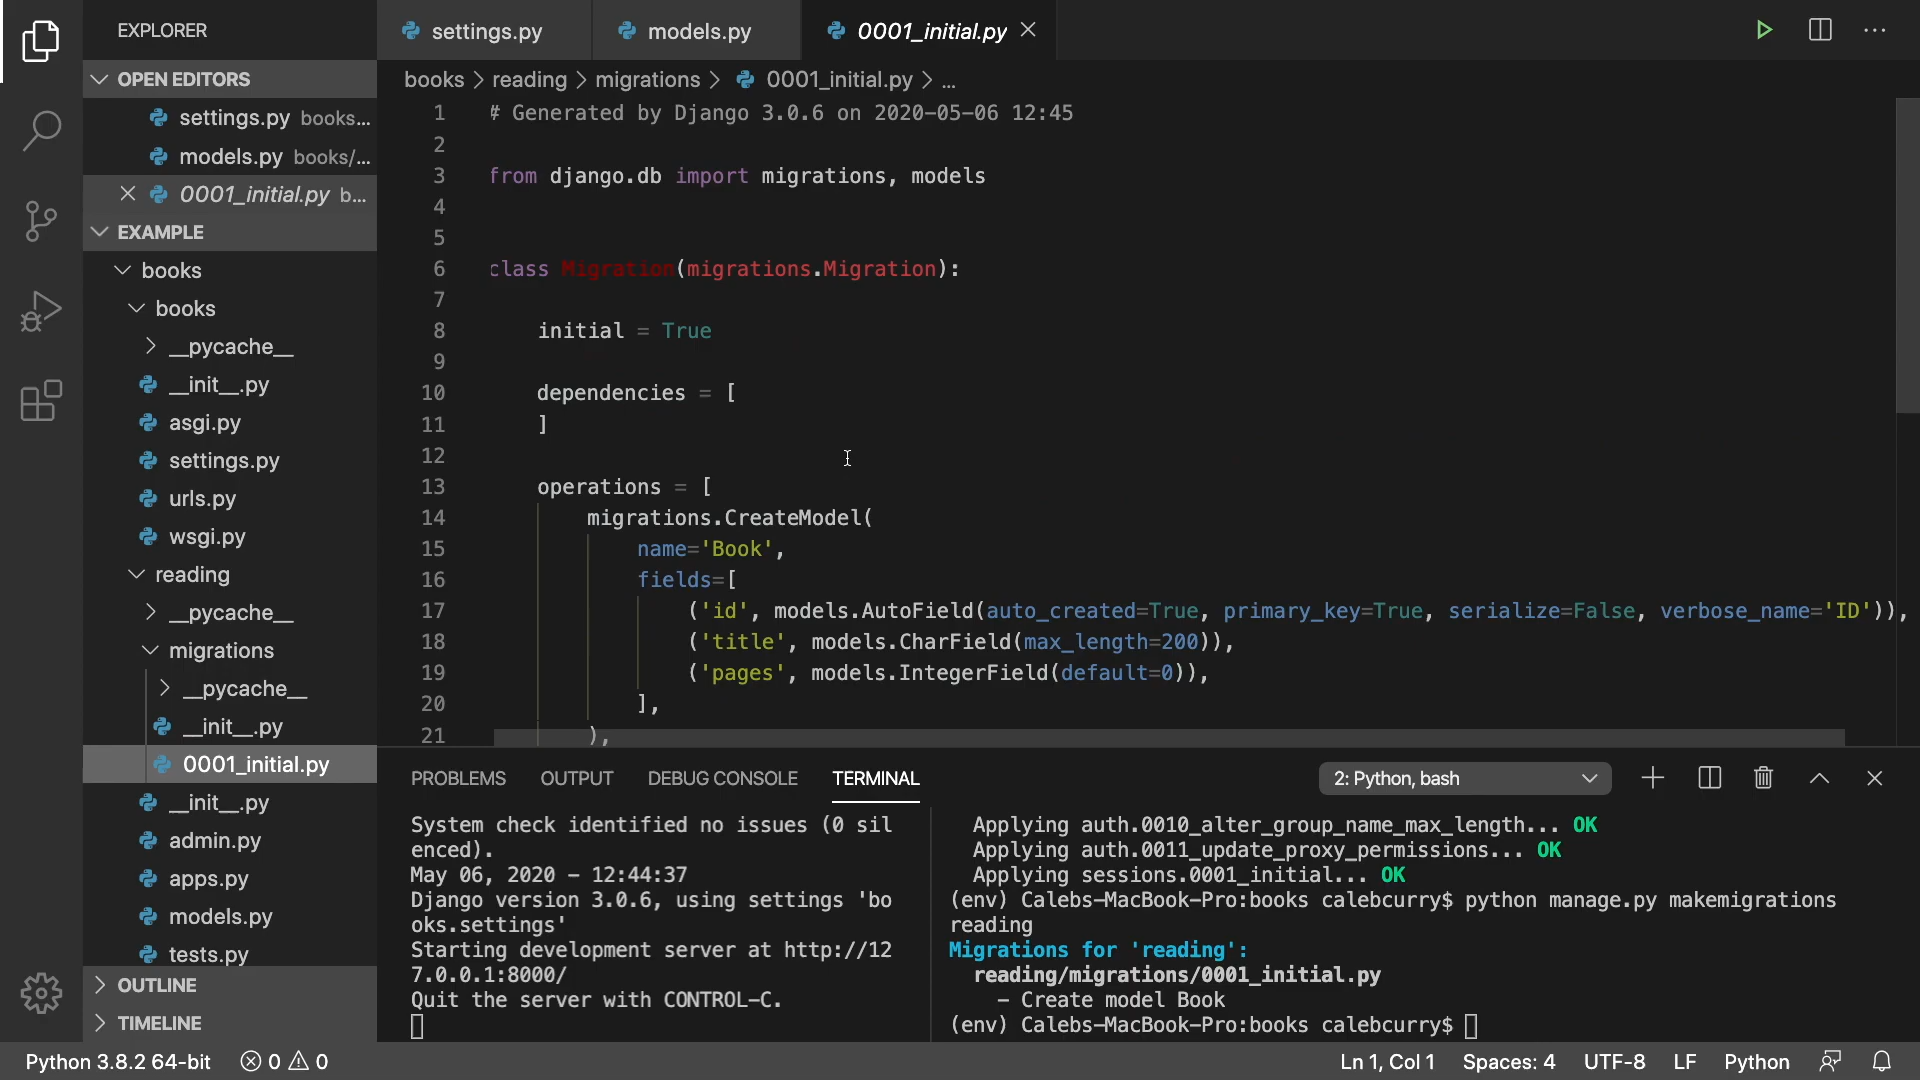 EXPLORER
OPEN EDITORS
settings.py books...
models.py books/...
0001_initial.py b...
EXAMPLE
books
books
__pycache__
__init__.py
asgi.py
settings.py
urls.py
wsgi.py
reading
__pycache__
migrations
__pycache__
__init__.py
0001_initial.py
__init__.py
admin.py
apps.py
models.py
tests.py
OUTLINE
TIMELINE
settings.py
models.py
0001_initial.py
books > reading > migrations > 0001_initial.py > ...
1 # Generated by Django 3.0.6 on 2020-05-06 12:45
2
3 from django.db import migrations, models
4
5
6 class Migration(migrations.Migration):
7
8     initial = True
9
10     dependencies = [
11     ]
12
13     operations = [
14         migrations.CreateModel(
15             name='Book',
16             fields=[
17                 ('id', models.AutoField(auto_created=True, primary_key=True, serialize=False, verbose_name='ID')),
18                 ('title', models.CharField(max_length=200)),
19                 ('pages', models.IntegerField(default=0)),
20             ],
21         ),
PROBLEMS OUTPUT DEBUG CONSOLE TERMINAL
2: Python, bash
System check identified no issues (0 sil
enced).
May 06, 2020 - 12:44:37
Django version 3.0.6, using settings 'bo
oks.settings'
Starting development server at http://12
7.0.0.1:8000/
Quit the server with CONTROL-C.
Applying auth.0010_alter_group_name_max_length... OK
Applying auth.0011_update_proxy_permissions... OK
Applying sessions.0001_initial... OK
(env) Calebs-MacBook-Pro:books calebcurry$ python manage.py makemigrations
reading
Migrations for 'reading':
reading/migrations/0001_initial.py
- Create model Book
(env) Calebs-MacBook-Pro:books calebcurry$
Python 3.8.2 64-bit 0 0
Ln 1, Col 1 Spaces: 4 UTF-8 LF Python